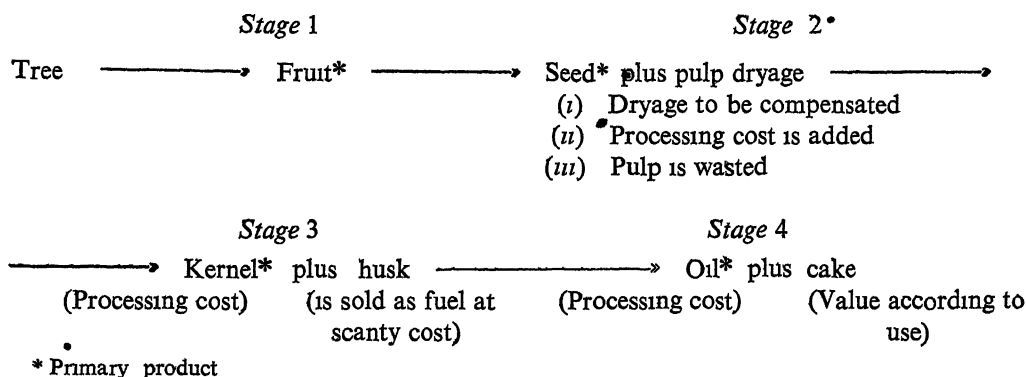 Stage 1 Stage 2
Tree Fruit* Seed* plus pulp dryage
(i) Dryage to be compensated
(ii) Processing cost is added
(iii) Pulp is wasted
Stage 3 Stage 4
Kernel* plus husk Oil* plus cake
(Processing cost) (is sold as fuel at (Processing cost) (Value according to
scanty cost) use)
* Primary product